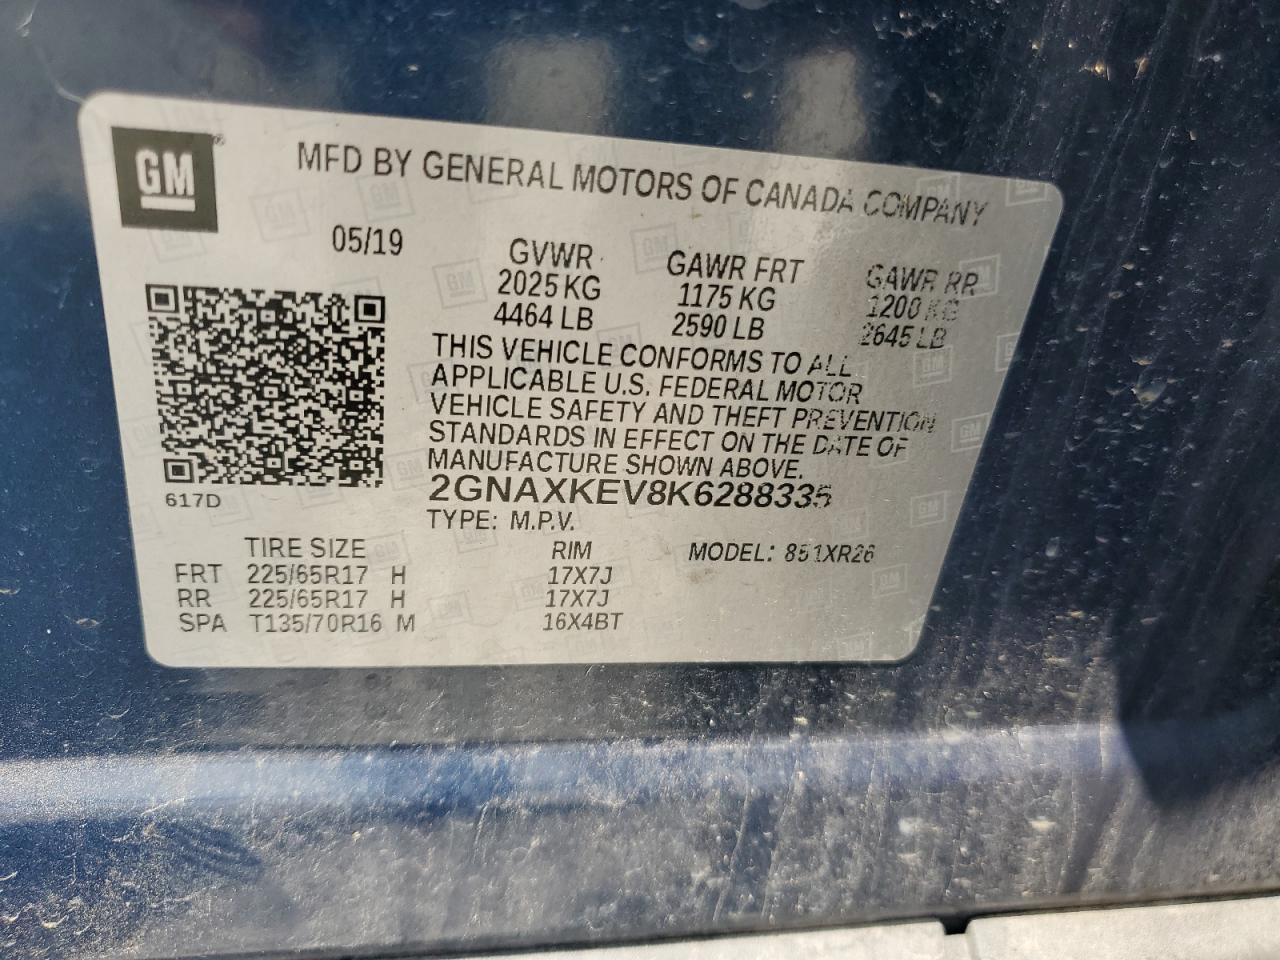 GM
MFD BY GENERAL MOTORS OF CANADA COMPANY
05/19
GVWR
2025 KG
4464 LB
GAWR FRT
1175 KG
2590 LB
GAWR RR
1200 KG
2645 LB
THIS VEHICLE CONFORMS TO ALL
APPLICABLE U.S. FEDERAL MOTOR
VEHICLE SAFETY AND THEFT PREVENTION
STANDARDS IN EFFECT ON THE DATE OF
MANUFACTURE SHOWN ABOVE.
617D
2GNAXKEV8K6288335
TYPE: M.P.V.
TIRE SIZE RIM MODEL: 851XR26
FRT 225/65R17 H 17X7J
RR 225/65R17 H 17X7J
SPA T135/70R16 M 16X4BT